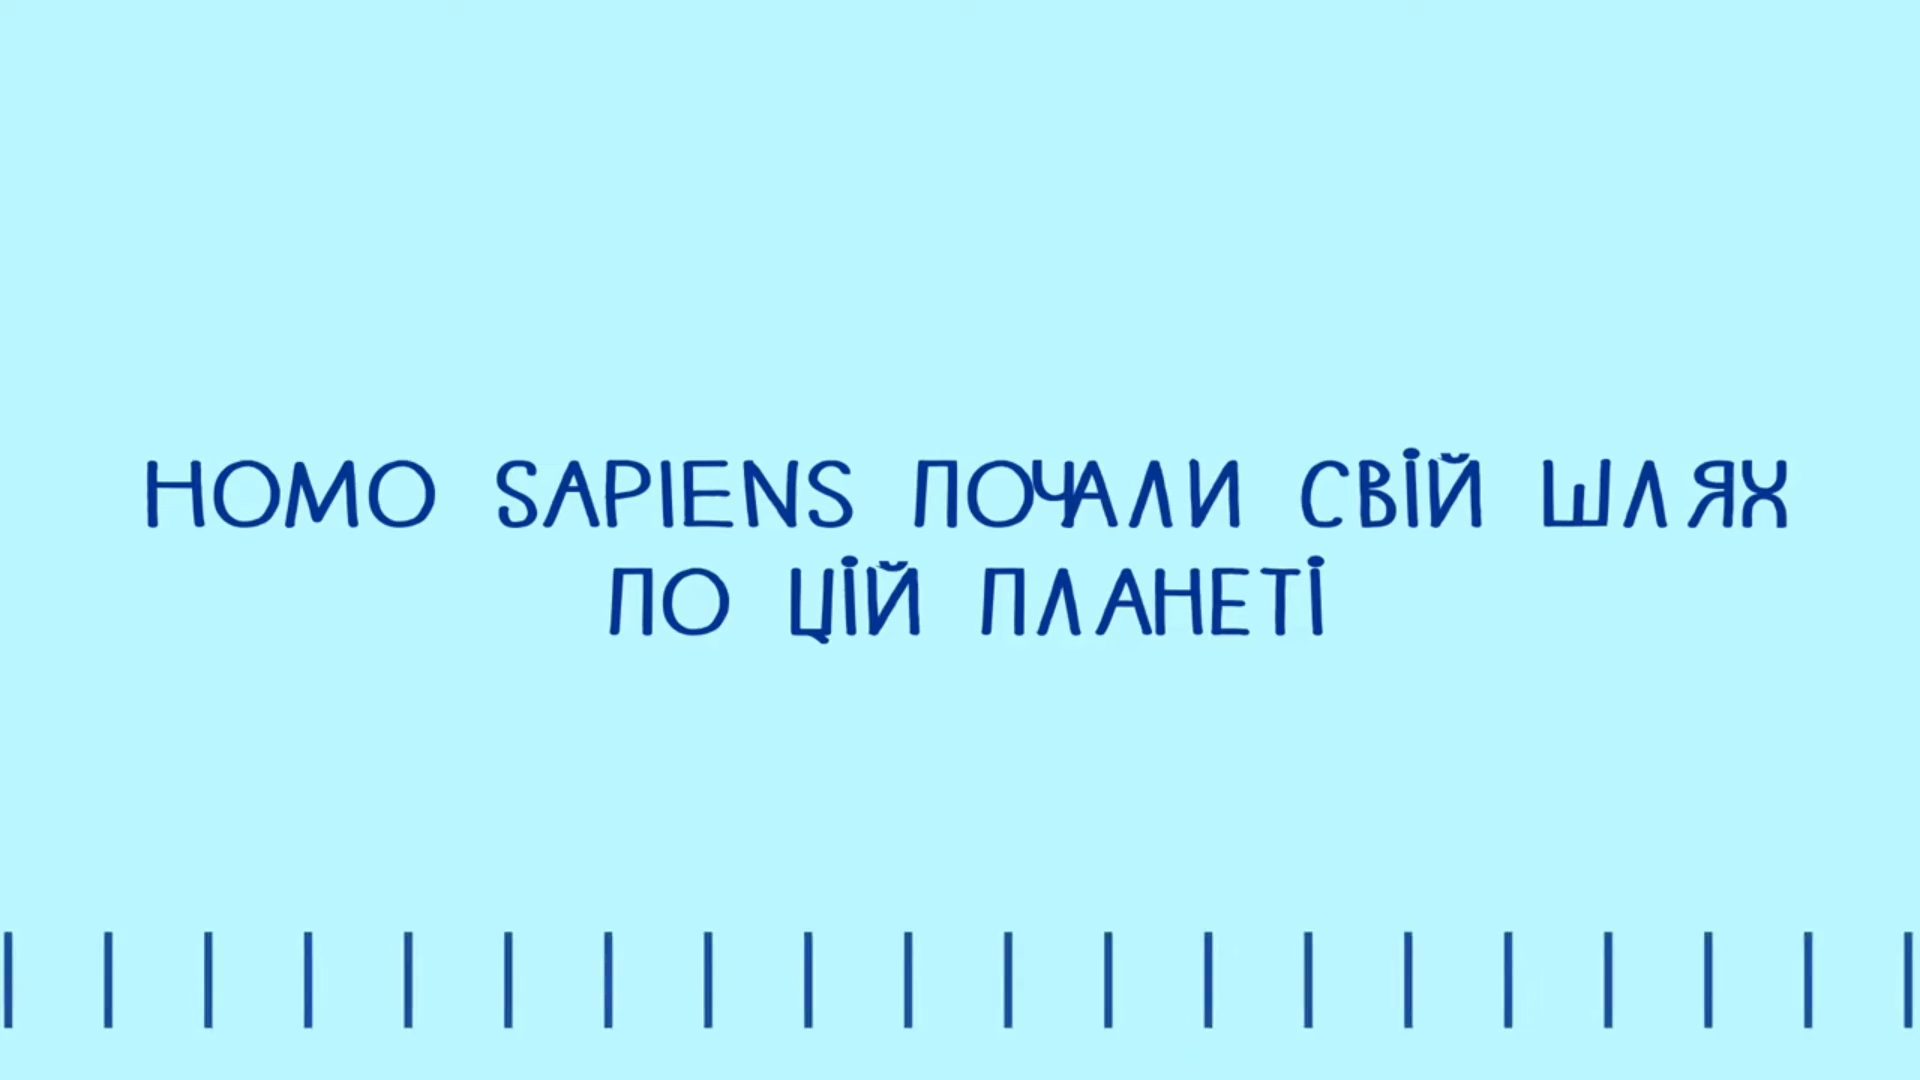 HOMO SAPIENS ПОЧАЛИ СВІЙ ШЛЯХ
ПО ЦІЙ ПЛАНЕТІ